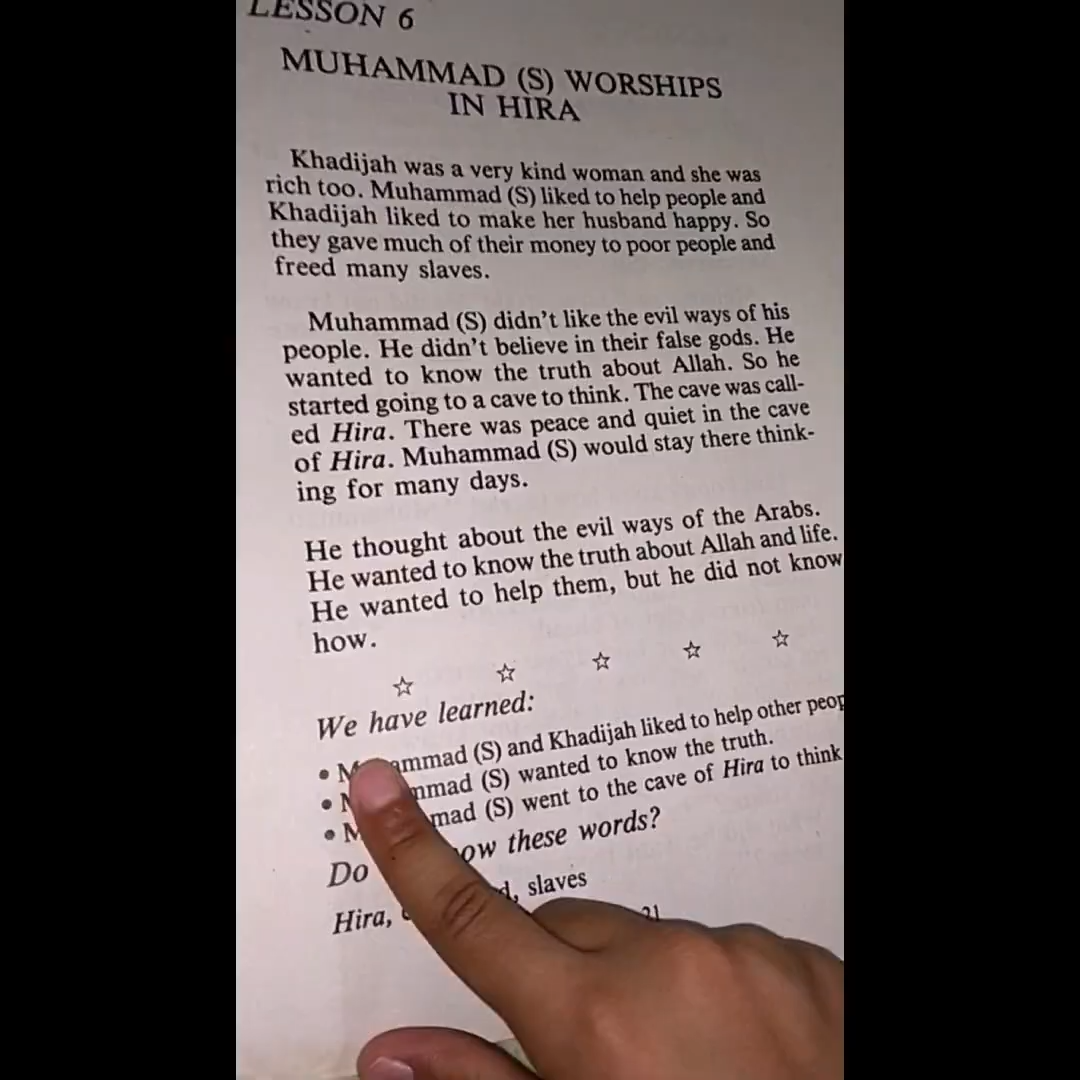 LESSON 6
MUHAMMAD (S) WORSHIPS
IN HIRA
Khadijah was a very kind woman and she was
rich too. Muhammad (S) liked to help people and
Khadijah liked to make her husband happy. So
they gave much of their money to poor people and
freed many slaves.
Muhammad (S) didn't like the evil ways of his
people. He didn't believe in their false gods. He
wanted to know the truth about Allah. So he
started going to a cave to think. The cave was call-
ed Hira. There was peace and quiet in the cave
of Hira. Muhammad (S) would stay there think-
ing for many days.
He thought about the evil ways of the Arabs.
He wanted to know the truth about Allah and life.
He wanted to help them, but he did not know
how.
☆ ☆ ☆ ☆ ☆
We have learned:
• (S) and Khadijah liked to help other
• (S) wanted to know the truth.
• (S) went to the cave of Hira to think
Do these words?
Hira, slaves
21